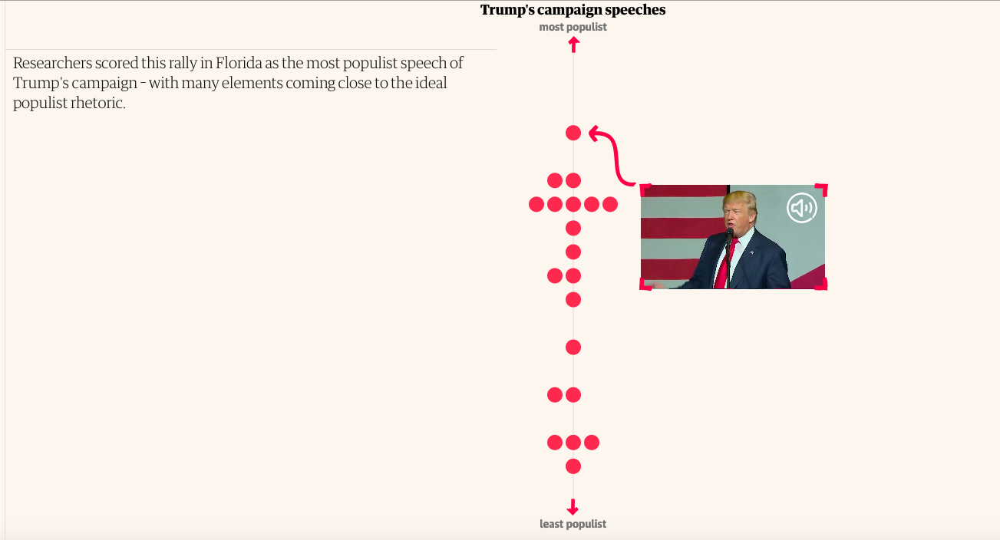 Trump's campaign speeches
most populist
Researchers scored this rally in Florida as the most populist speech of
Trump's campaign – with many elements coming close to the ideal
populist rhetoric.
least populist